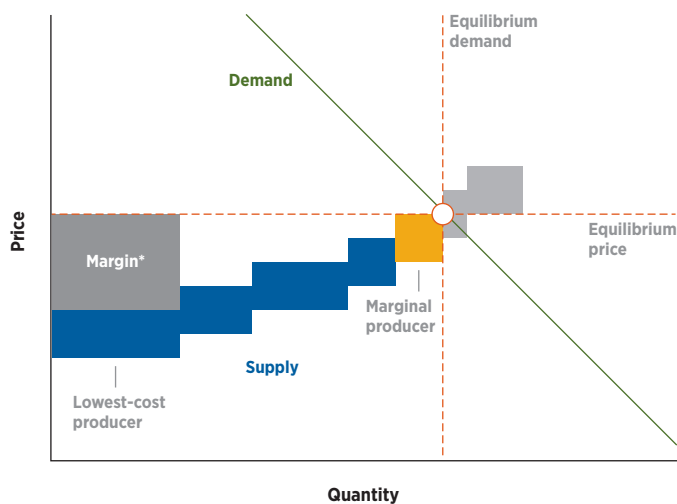 Equilibrium
demand
Demand
Price
Equilibrium
price
Margin*
Marginal
producer
Supply
Lowest-cost
producer
Quantity